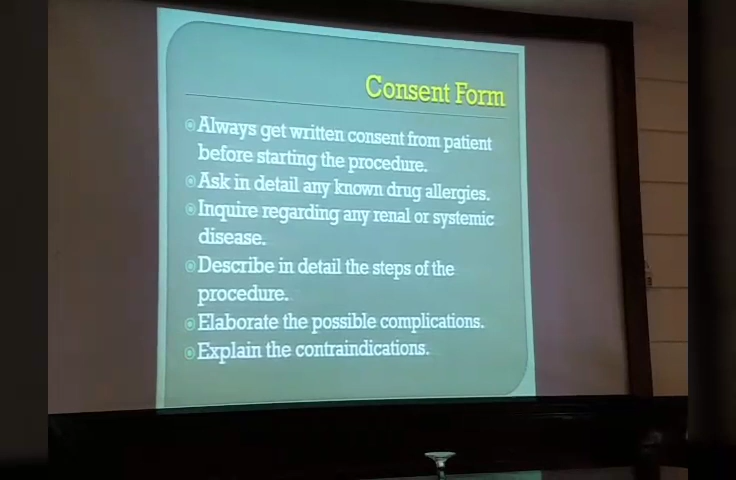 Consent Form
Always get written consent from patient
before starting the procedure.
Ask in detail any known drug allergies.
Inquire regarding any renal or systemic
disease.
Describe in detail the steps of the
procedure.
Elaborate the possible complications.
Explain the contraindications.